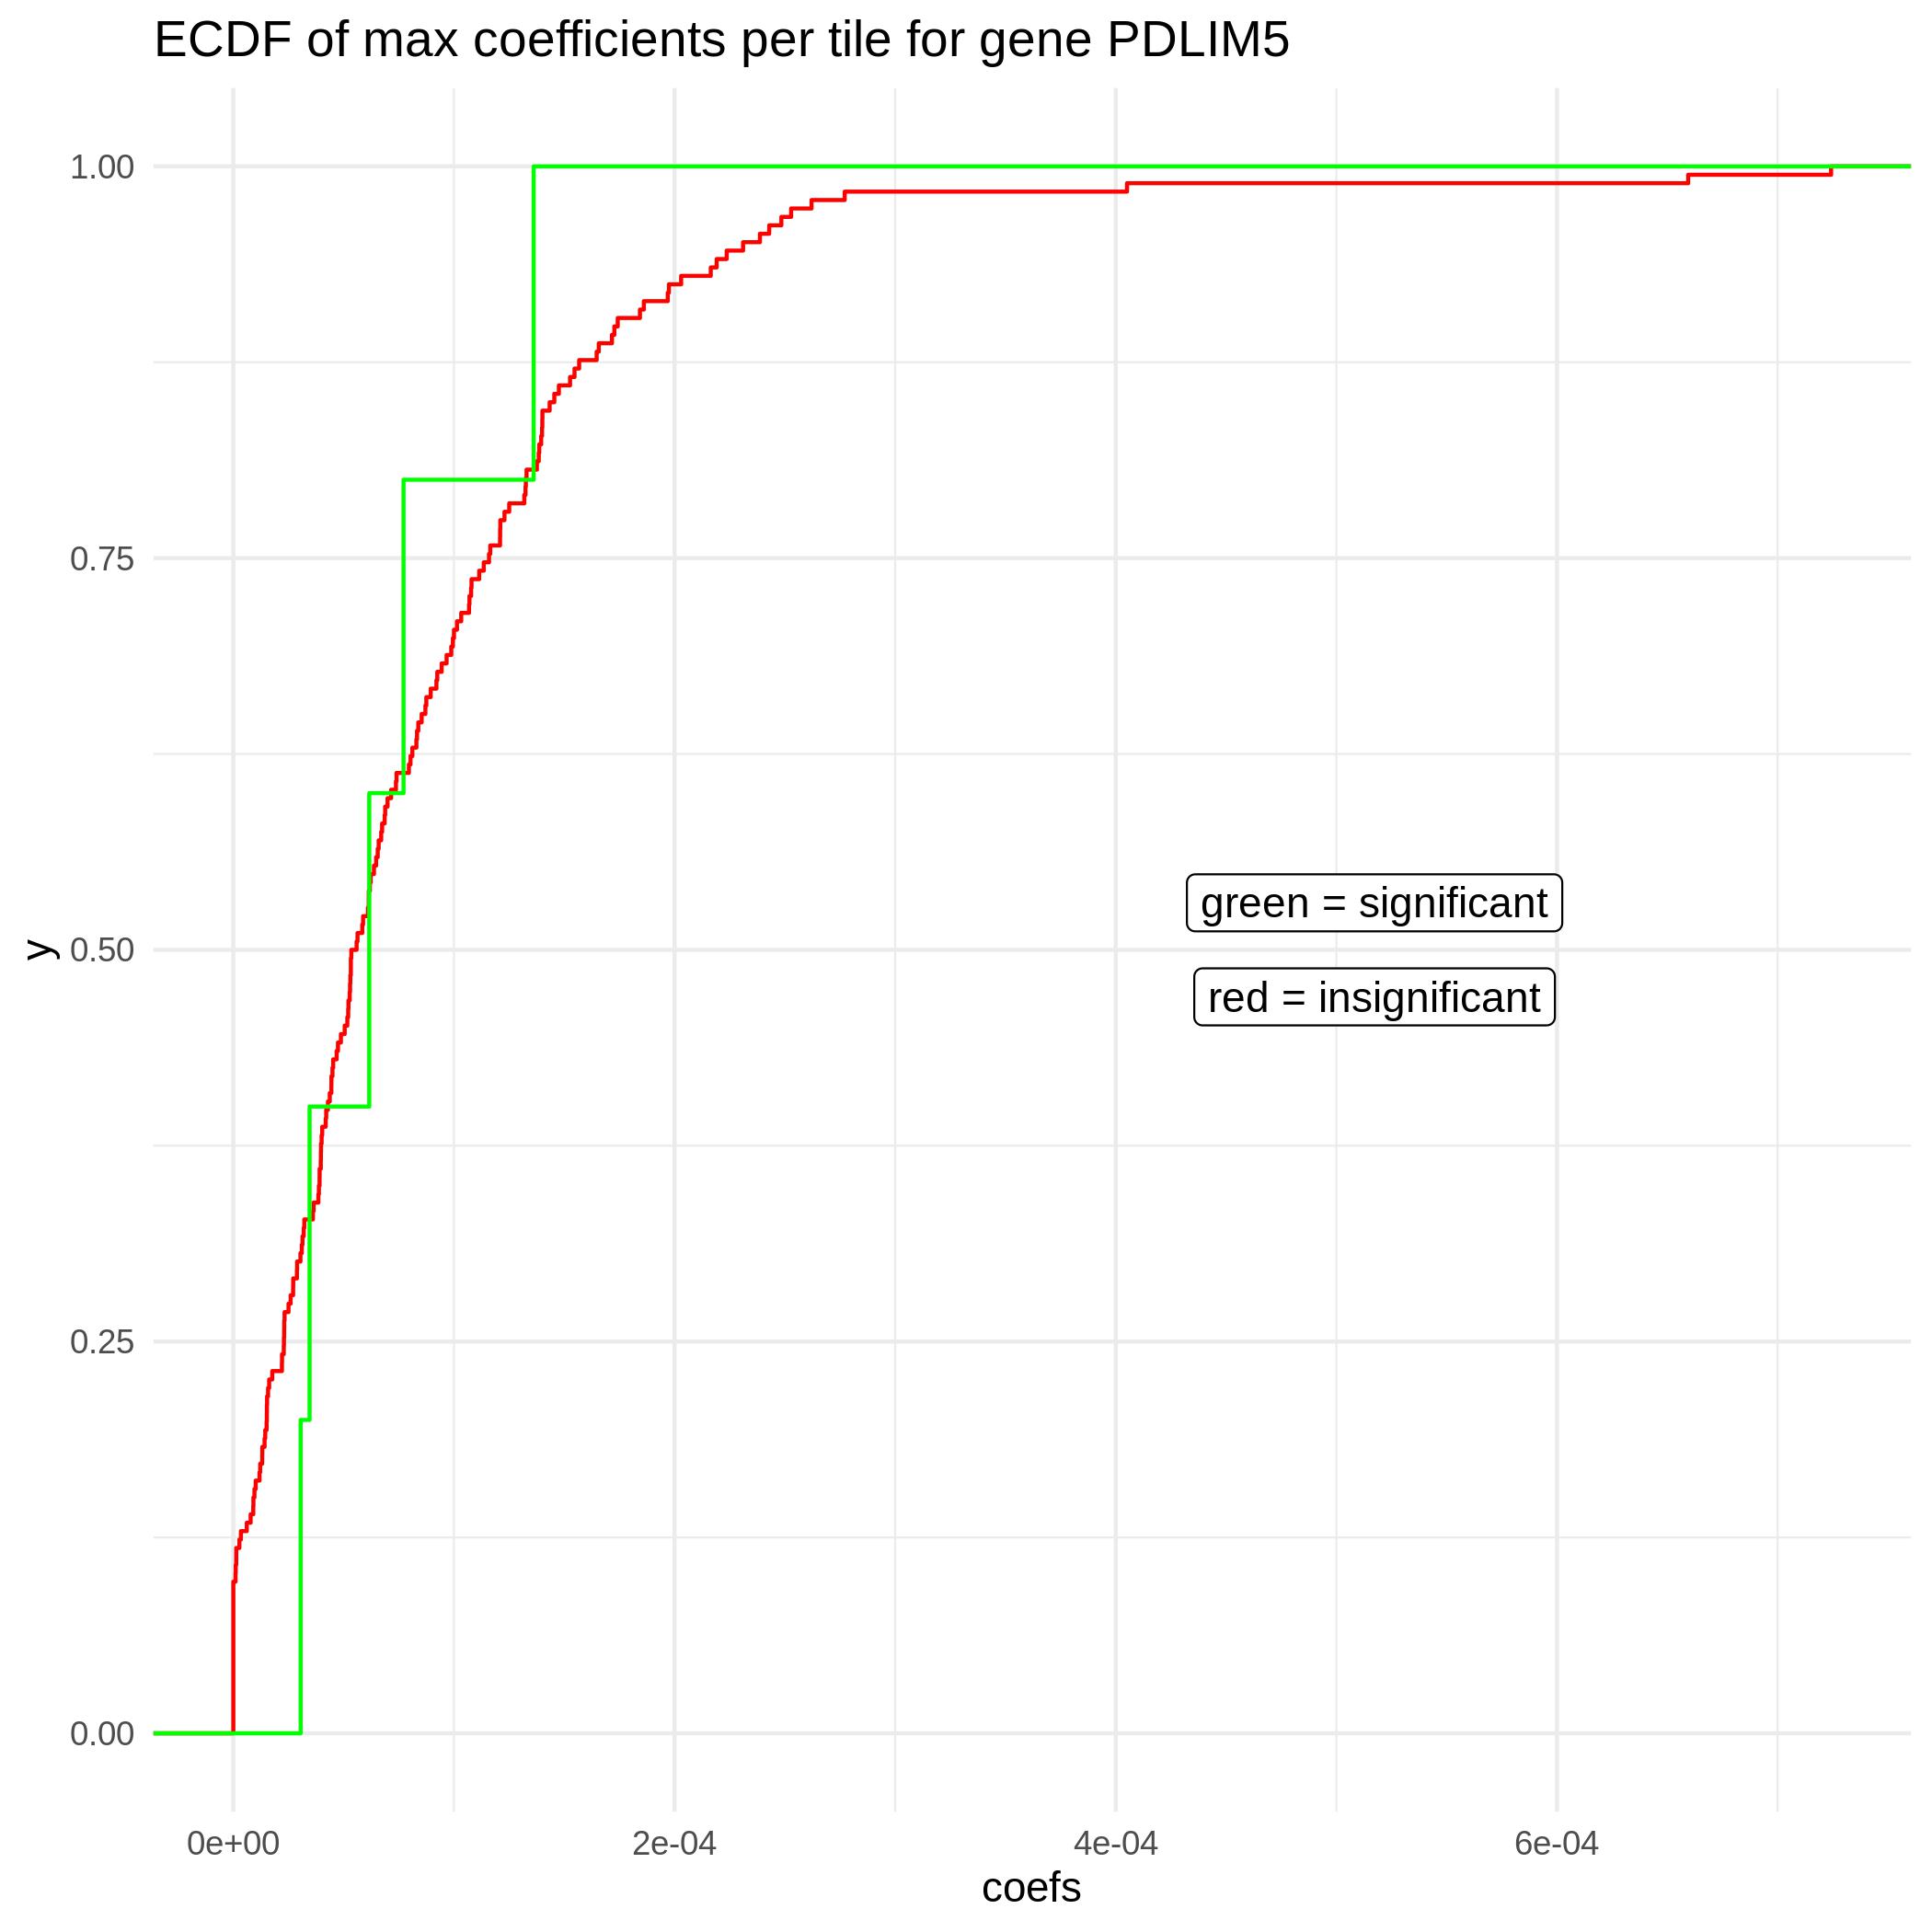 ECDF of max coefficients per tile for gene PDLIM5
1.00
0.75
0.50
0.25
0.00
y
green = significant
red = insignificant
0e+00 2e-04 4e-04 6e-04
coefs